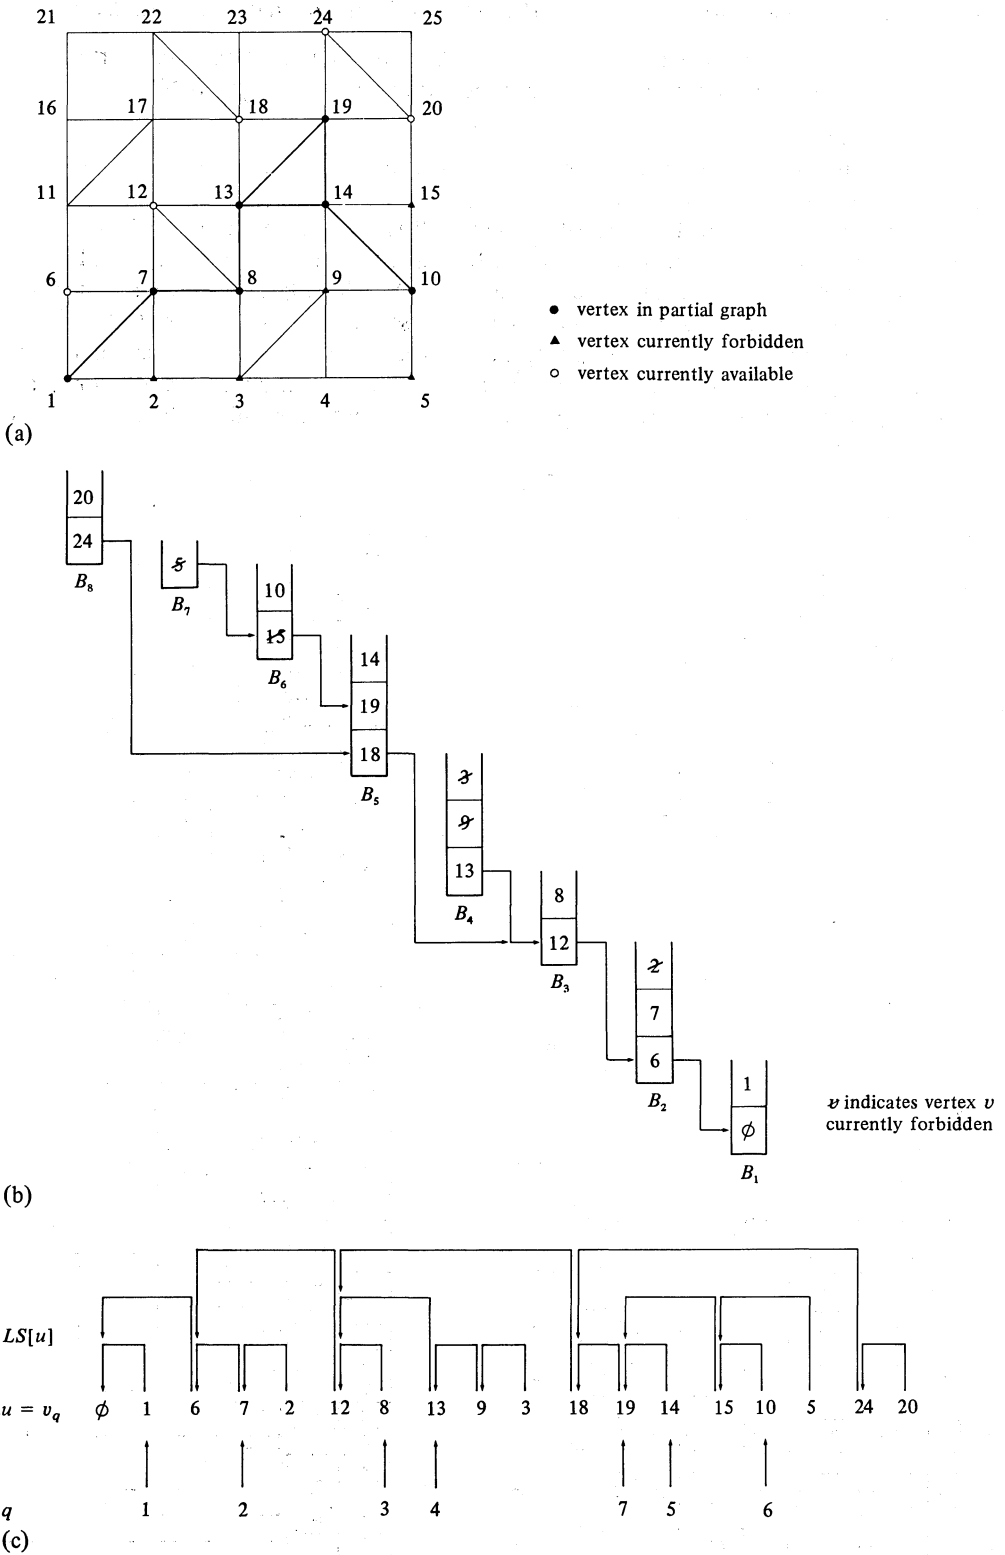 21 22 23 24 25
16 17 18 19 20
11 12 13 14 15
6 7 8 9 10
● vertex in partial graph
▲ vertex currently forbidden
○ vertex currently available
1 2 3 4 5
(a)
20
24
B₈
5
B₇
10
15
B₆
14
19
18
B₅
3
9
13
B₄
8
12
B₃
2
7
6
B₂
1
∅
B₁
v indicates vertex v
currently forbidden
(b)
LS[u]
u = v_q ∅ 1 6 7 2 12 8 13 9 3 18 19 14 15 10 5 24 20
q 1 2 3 4 7 5 6
(c)